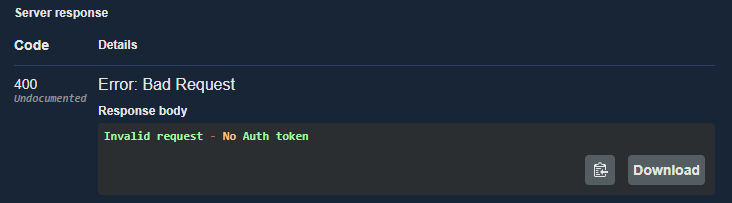 Server response
Code Details
400 Error: Bad Request
Undocumented
Response body
Invalid request - No Auth token
Download